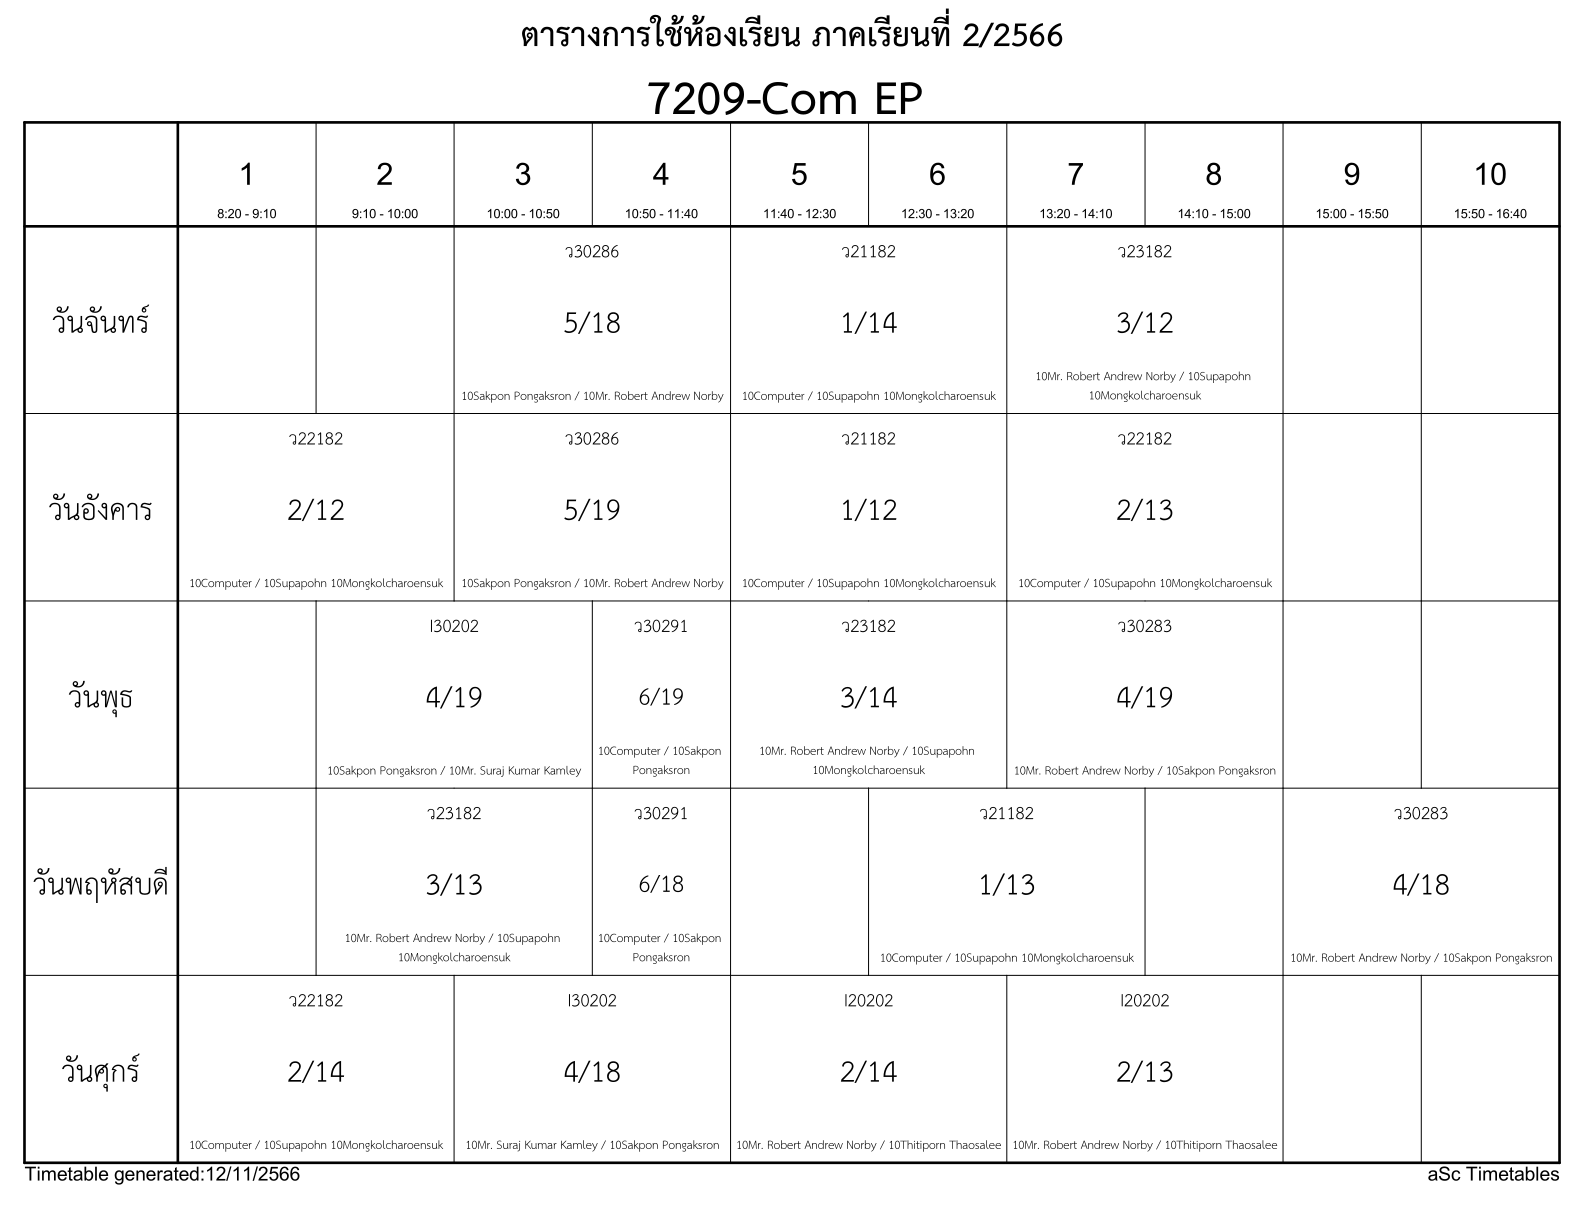 ตารางการใช้ห้องเรียน ภาคเรียนที่ 2/2566
7209-Com EP
1 2 3 4 5 6 7 8 9 10
8:20 - 9:10 9:10 - 10:00 10:00 - 10:50 10:50 - 11:40 11:40 - 12:30 12:30 - 13:20 13:20 - 14:10 14:10 - 15:00 15:00 - 15:50 15:50 - 16:40
วันจันทร์
ว30286
5/18
10Sakpon Pongaksron / 10Mr. Robert Andrew Norby
ว21182
1/14
10Computer / 10Supapohn 10Mongkolcharoensuk
ว23182
3/12
10Mr. Robert Andrew Norby / 10Supapohn
10Mongkolcharoensuk
วันอังคาร
ว22182
2/12
10Computer / 10Supapohn 10Mongkolcharoensuk
ว30286
5/19
10Sakpon Pongaksron / 10Mr. Robert Andrew Norby
ว21182
1/12
10Computer / 10Supapohn 10Mongkolcharoensuk
ว22182
2/13
10Computer / 10Supapohn 10Mongkolcharoensuk
วันพุธ
I30202
4/19
10Sakpon Pongaksron / 10Mr. Suraj Kumar Kamley
ว30291
6/19
10Computer / 10Sakpon
Pongaksron
ว23182
3/14
10Mr. Robert Andrew Norby / 10Supapohn
10Mongkolcharoensuk
ว30283
4/19
10Mr. Robert Andrew Norby / 10Sakpon Pongaksron
วันพฤหัสบดี
ว23182
3/13
10Mr. Robert Andrew Norby / 10Supapohn
10Mongkolcharoensuk
ว30291
6/18
10Computer / 10Sakpon
Pongaksron
ว21182
1/13
10Computer / 10Supapohn 10Mongkolcharoensuk
ว30283
4/18
10Mr. Robert Andrew Norby / 10Sakpon Pongaksron
วันศุกร์
ว22182
2/14
10Computer / 10Supapohn 10Mongkolcharoensuk
I30202
4/18
10Mr. Suraj Kumar Kamley / 10Sakpon Pongaksron
I20202
2/14
10Mr. Robert Andrew Norby / 10Thitiporn Thaosalee
I20202
2/13
10Mr. Robert Andrew Norby / 10Thitiporn Thaosalee
Timetable generated:12/11/2566
aSc Timetables